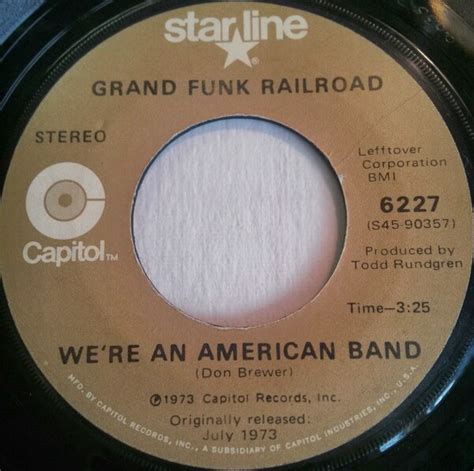 starline
®
GRAND FUNK RAILROAD
STEREO
Lefftover
Corporation
BMI
6227
(S45-90357)
Capitol TM
Produced by
Todd Rundgren
Time—3:25
WE'RE AN AMERICAN BAND
(Don Brewer)
℗1973 Capitol Records, Inc.
Originally released:
July 1973
MFD. BY CAPITOL RECORDS, INC., A SUBSIDIARY OF CAPITOL INDUSTRIES, INC., U.S.A.